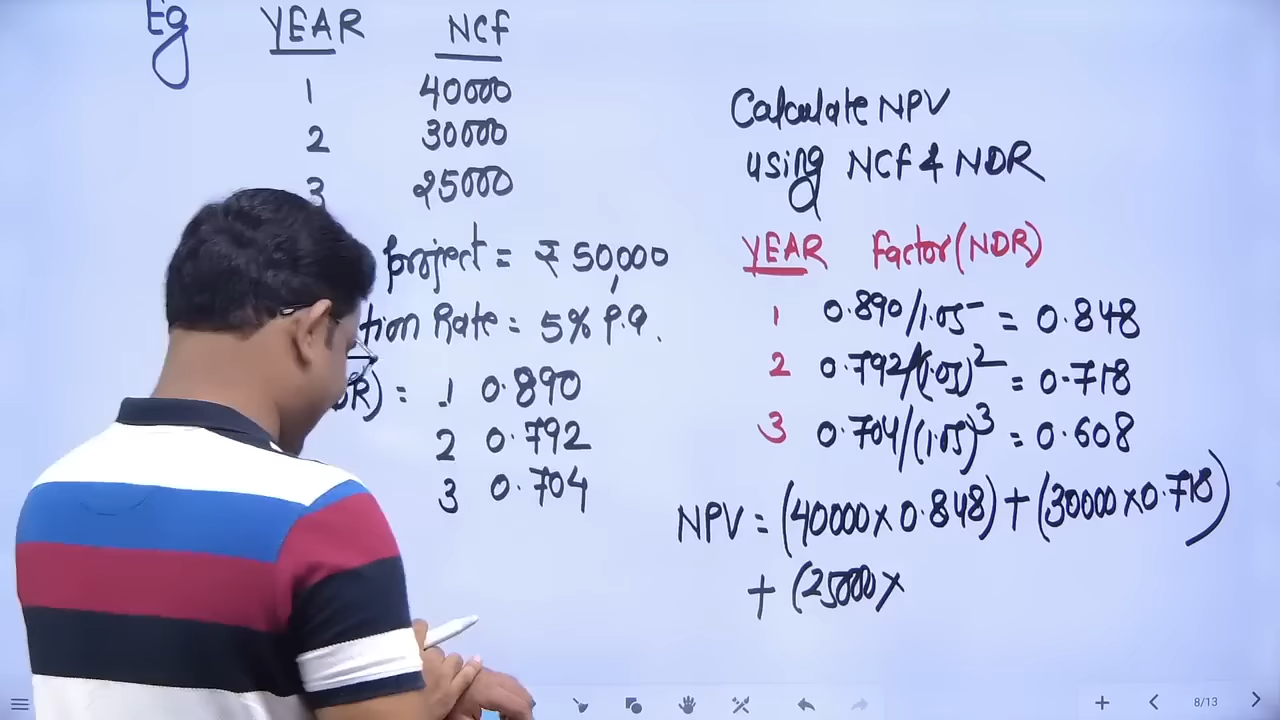 Eg YEAR NCF
1 40000
2 30000
3 25000
project = ₹ 50,000
tion Rate = 5% P.a.
DR) = 1 0.890
2 0.792
3 0.704
Calculate NPV
using NCF & NDR
YEAR Factor (NDR)
1 0.890/1.05 = 0.848
2 0.792/(1.05)² = 0.718
3 0.704/(1.05)³ = 0.608
NPV = (40000 × 0.848) + (30000 × 0.718)
+ (25000 ×
8/13